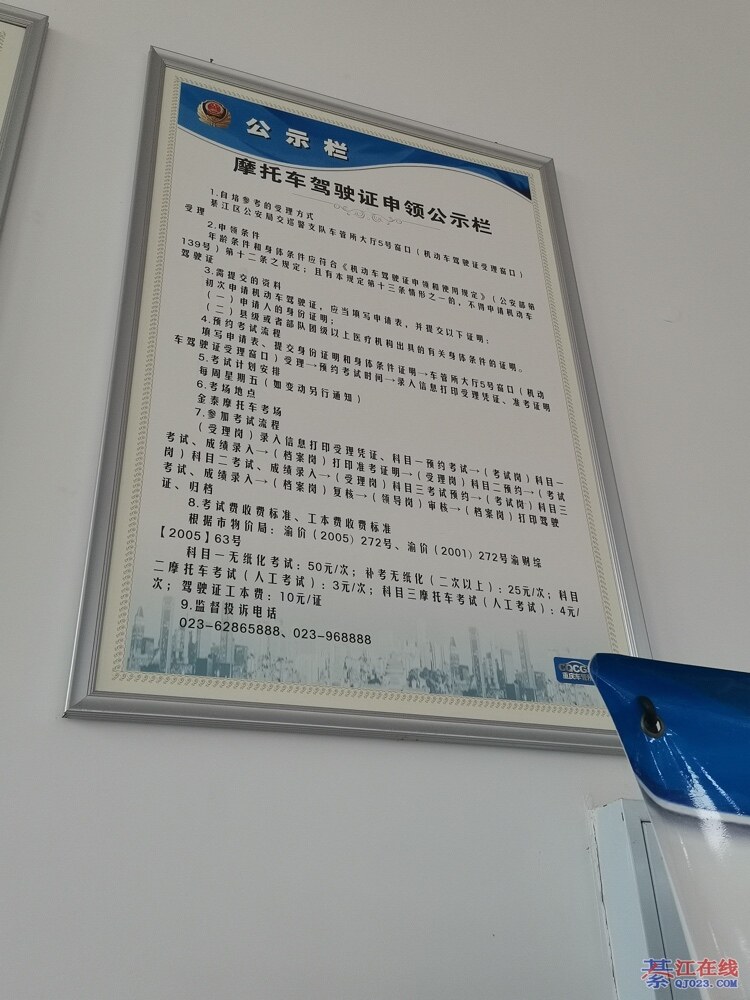 公示栏
摩托车驾驶证申领公示栏
1.自培参考的受理方式
綦江区公安局交巡警支队车管所大厅5号窗口（机动车驾驶证受理窗口）
受理
2.申领条件
年龄条件和身体条件应符合《机动车驾驶证申领和使用规定》（公安部第
139号）第十二条之规定；且有本规定第十三条情形之一的，不得申请机动车
驾驶证
3.需提交的资料
初次申请机动车驾驶证，应当填写申请表，并提交以下证明：
（一）申请人的身份证明；
（二）县级或者部队团级以上医疗机构出具的有关身体条件的证明。
4.预约考试流程
填写申请表、提交身份证明和身体条件证明→车管所大厅5号窗口（机动
车驾驶证受理窗口）受理→预约考试时间→录入信息打印受理凭证、准考证明
5.考试计划安排
每周星期五（如变动另行通知）
6.考场地点
金泰摩托车考场
7.参加考试流程
（受理岗）录入信息打印受理凭证、科目一预约考试→（考试岗）科目一
考试、成绩录入→（档案岗）打印准考证明→（受理岗）科目二预约→（考试
岗）科目二考试、成绩录入→（受理岗）科目三考试预约→（考试岗）科目三
考试、成绩录入→（档案岗）复核→（领导岗）审核→（档案岗）打印驾驶
证、归档
8.考试费收费标准、工本费收费标准
根据市物价局：渝价（2005）272号、渝价（2001）272号渝财综
【2005】63号
科目一无纸化考试：50元/次；补考无纸化（二次以上）：25元/次；科目
二摩托车考试（人工考试）：3元/次；科目三摩托车考试（人工考试）：4元/
次；驾驶证工本费：10元/证
9.监督投诉电话
023-62865888、023-968888
重庆车管所
綦江在线
QJ023.COM